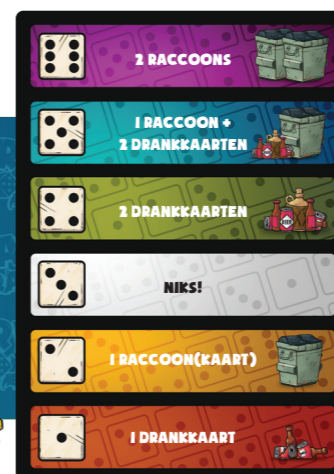 2 RACCOONS
1 RACCOON +
2 DRANKKAARTEN
2 DRANKKAARTEN
NIKS!
1 RACCOON(KAART)
1 DRANKKAART